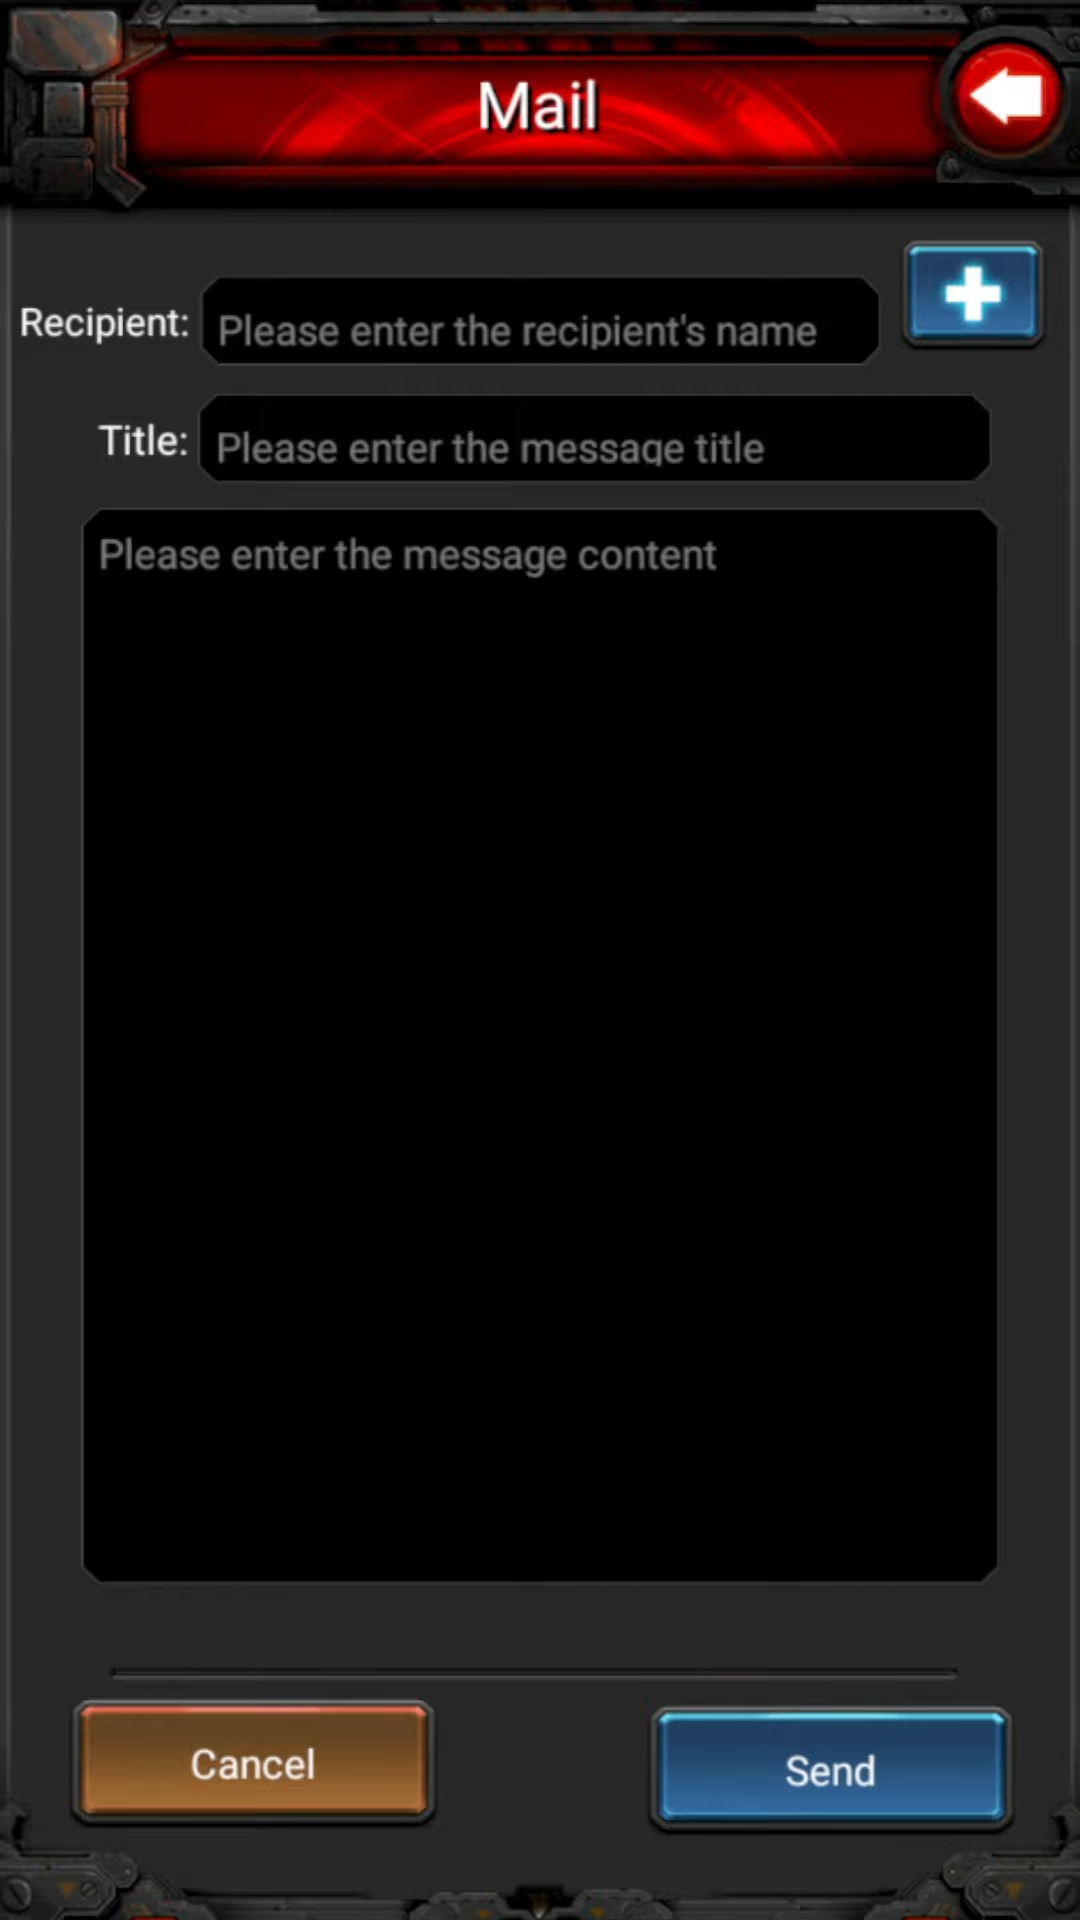 Mail
Recipient: Please enter the recipient's name
Title: Please enter the message title
Please enter the message content
Cancel
Send